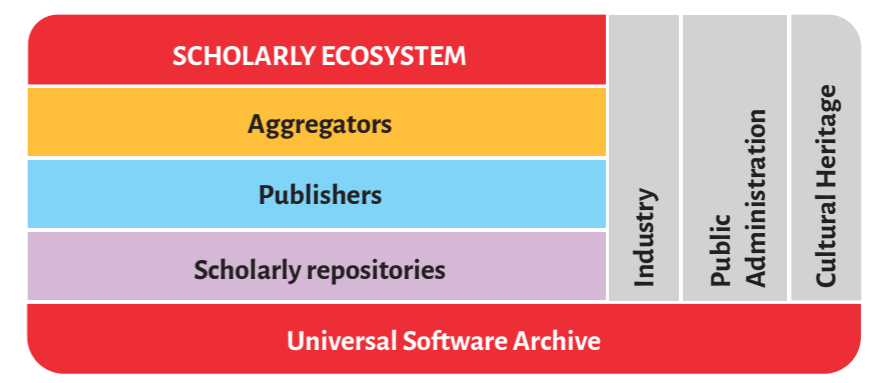 SCHOLARLY ECOSYSTEM
Aggregators
Publishers
Scholarly repositories
Industry
Public
Administration
Cultural Heritage
Universal Software Archive